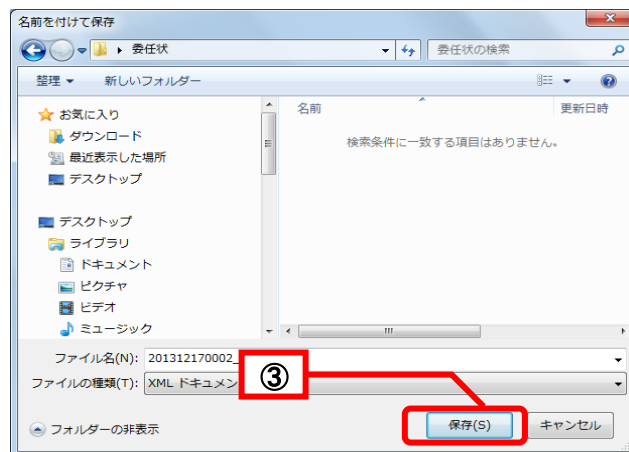 名前を付けて保存
委任状
委任状の検索
整理 新しいフォルダー
お気に入り
ダウンロード
最近表示した場所
デスクトップ
デスクトップ
ライブラリ
ドキュメント
ピクチャ
ビデオ
ミュージック
名前 更新日時
検索条件に一致する項目はありません。
ファイル名(N): 201312170002_
ファイルの種類(T): XML ドキュメン
③
フォルダーの非表示
保存(S)
キャンセル